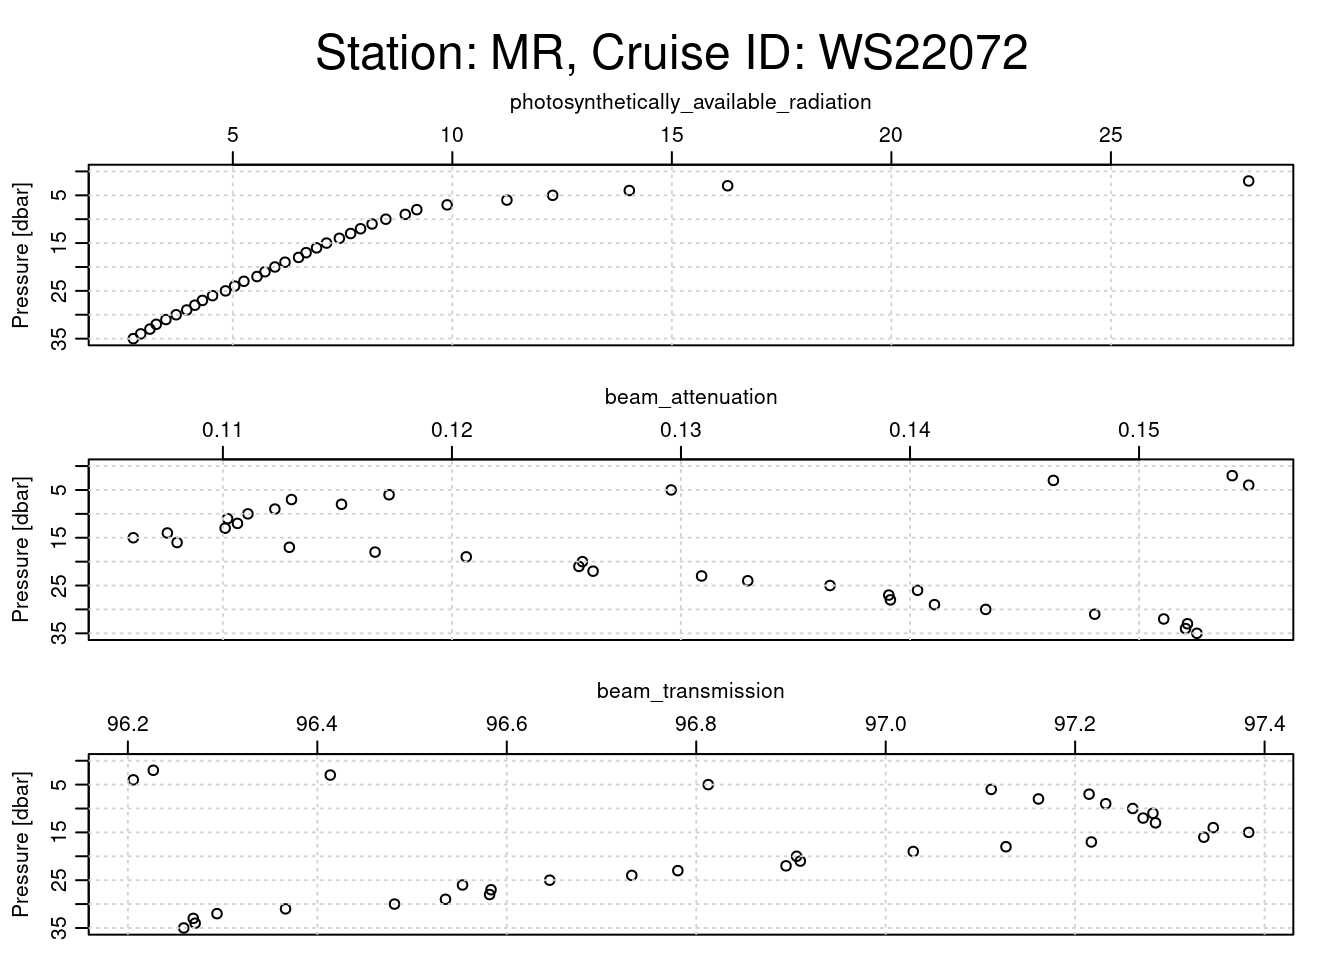 Station: MR, Cruise ID: WS22072
photosynthetically_available_radiation
5 10 15 20 25
Pressure [dbar]
5
15
25
35
beam_attenuation
0.11 0.12 0.13 0.14 0.15
Pressure [dbar]
5
15
25
35
beam_transmission
96.2 96.4 96.6 96.8 97.0 97.2 97.4
Pressure [dbar]
5
15
25
35